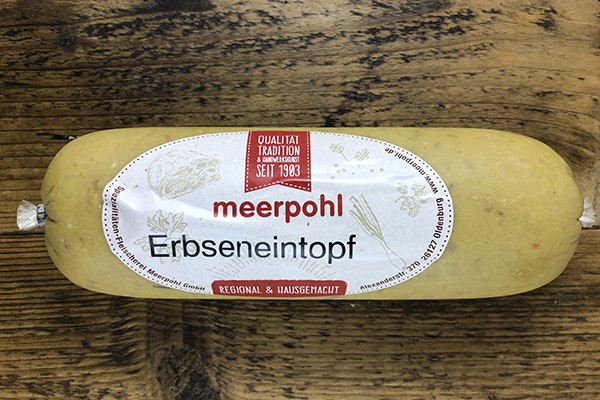 QUALITÄT
TRADITION
& HANDWERKSKUNST
SEIT 1903
meerpohl
Erbseneintopf
REGIONAL & HAUSGEMACHT
Spezialitäten-Fleischerei Meerpohl GmbH
Alexanderstr. 370 26127 Oldenburg www.meerpohl.de